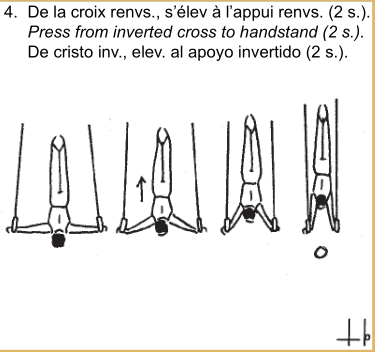 4. De la croix renvs., s’élev à l’appui renvs. (2 s.).
Press from inverted cross to handstand (2 s.).
De cristo inv., elev. al apoyo invertido (2 s.).